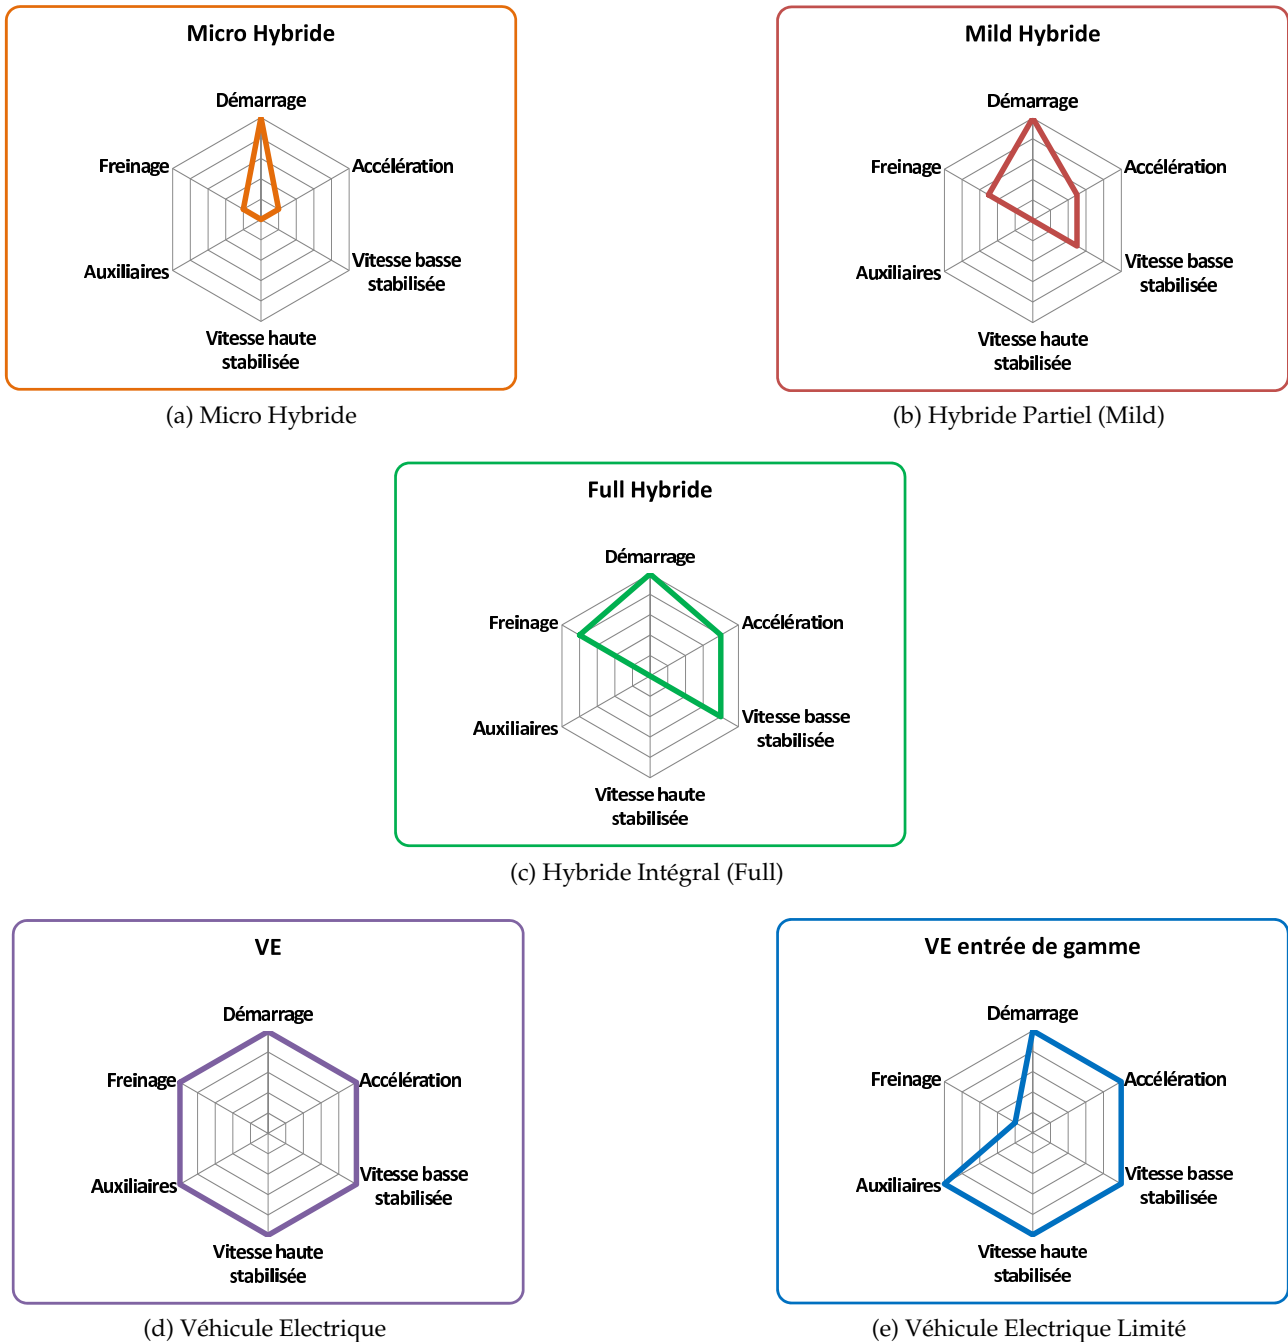 Micro Hybride
Démarrage
Freinage
Accélération
Auxiliaires
Vitesse basse
stabilisée
Vitesse haute
stabilisée
(a) Micro Hybride
Mild Hybride
Démarrage
Freinage
Accélération
Auxiliaires
Vitesse basse
stabilisée
Vitesse haute
stabilisée
(b) Hybride Partiel (Mild)
Full Hybride
Démarrage
Freinage
Accélération
Auxiliaires
Vitesse basse
stabilisée
Vitesse haute
stabilisée
(c) Hybride Intégral (Full)
VE
Démarrage
Freinage
Accélération
Auxiliaires
Vitesse basse
stabilisée
Vitesse haute
stabilisée
(d) Véhicule Electrique
VE entrée de gamme
Démarrage
Freinage
Accélération
Auxiliaires
Vitesse basse
stabilisée
Vitesse haute
stabilisée
(e) Véhicule Electrique Limité